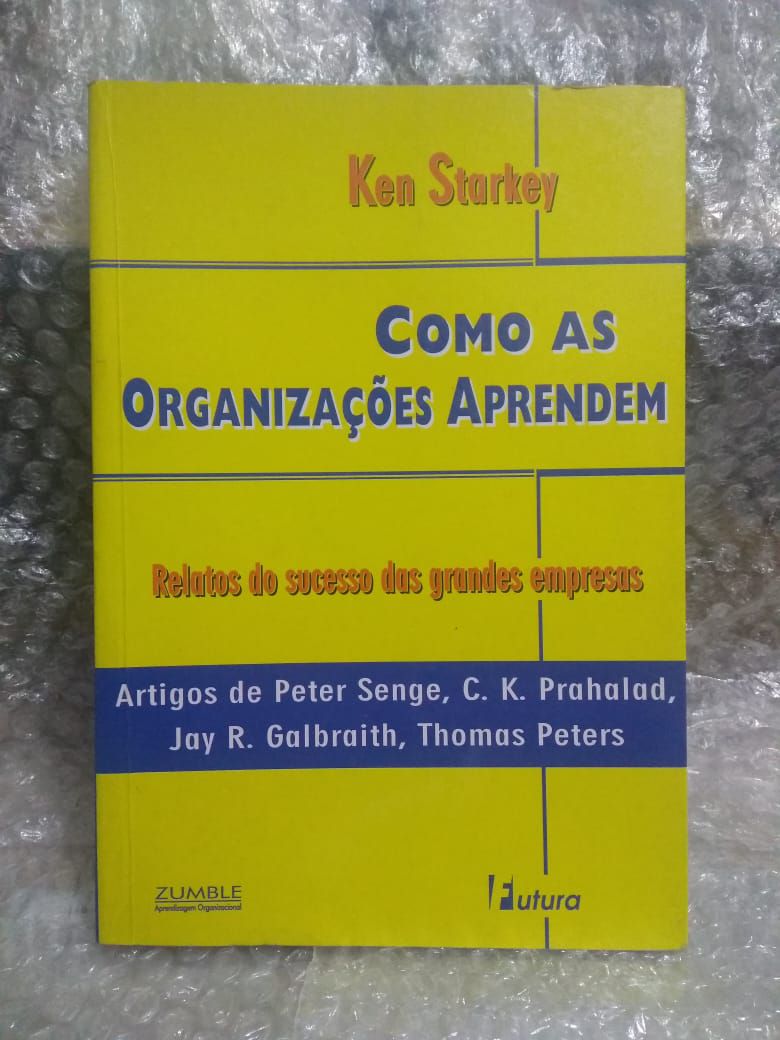 Ken Starkey
COMO AS
ORGANIZAÇÕES APRENDEM
Relatos do sucesso das grandes empresas
Artigos de Peter Senge, C. K. Prahalad,
Jay R. Galbraith, Thomas Peters
ZUMBLE
Aprendizagem Organizacional
Futura